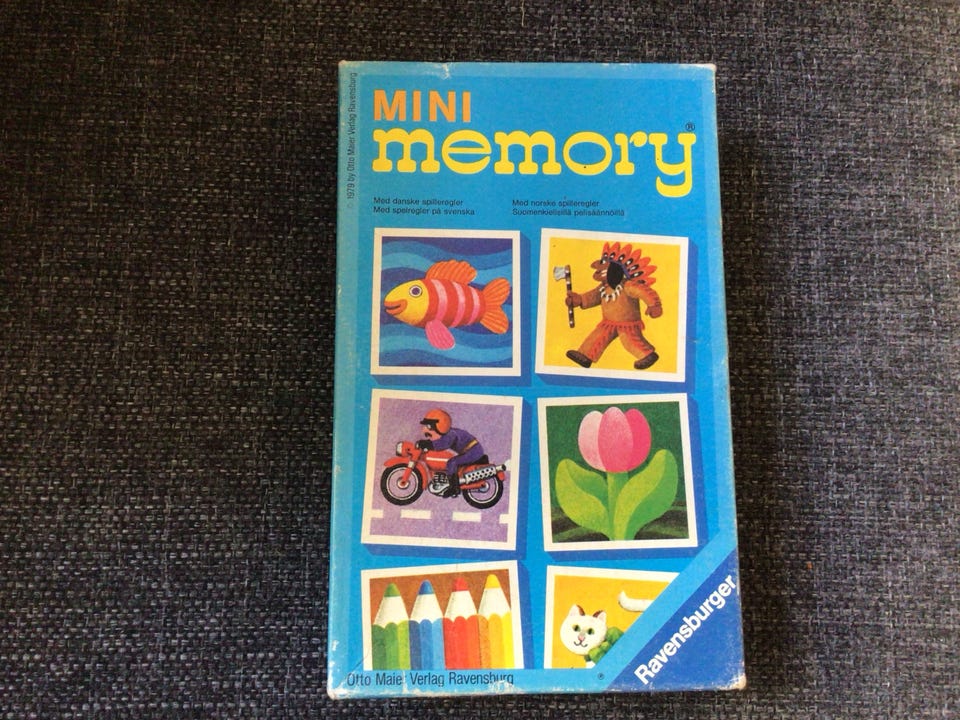 © 1979 by Otto Maier Verlag Ravensburg
MINI
memory®
Med danske spilleregler
Med spelregler på svenska
Med norske spilleregler
Suomenkielisillä pelisäännöillä
Ravensburger
Otto Maier Verlag Ravensburg
®